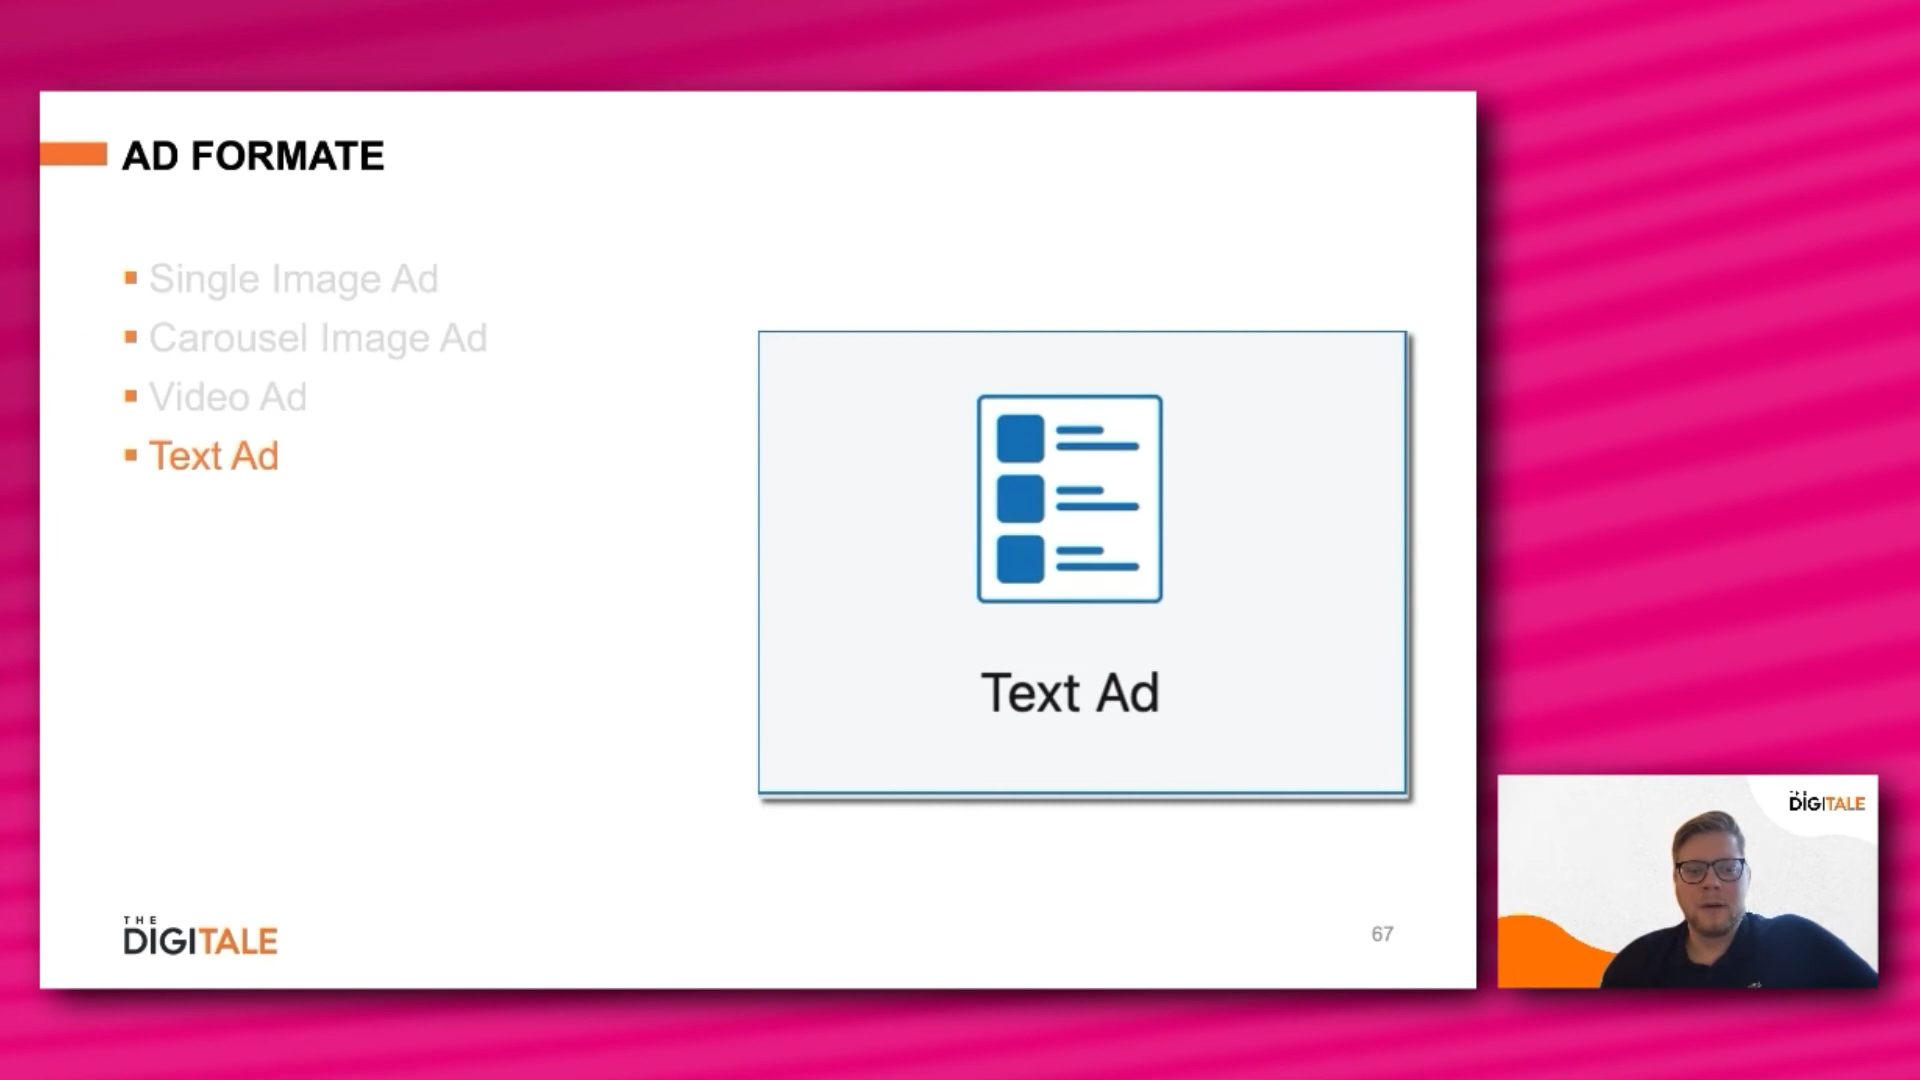 AD FORMATE
Single Image Ad
Carousel Image Ad
Video Ad
Text Ad
Text Ad
THE
DIGITALE
67
DIGITALE